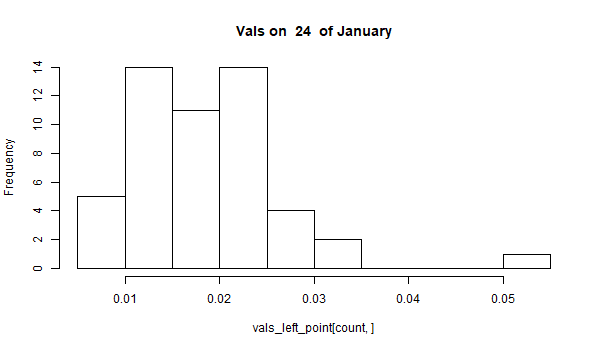 Vals on  24  of January
Frequency
14
12
10
8
6
4
2
0
0.01 0.02 0.03 0.04 0.05
vals_left_point[count, ]